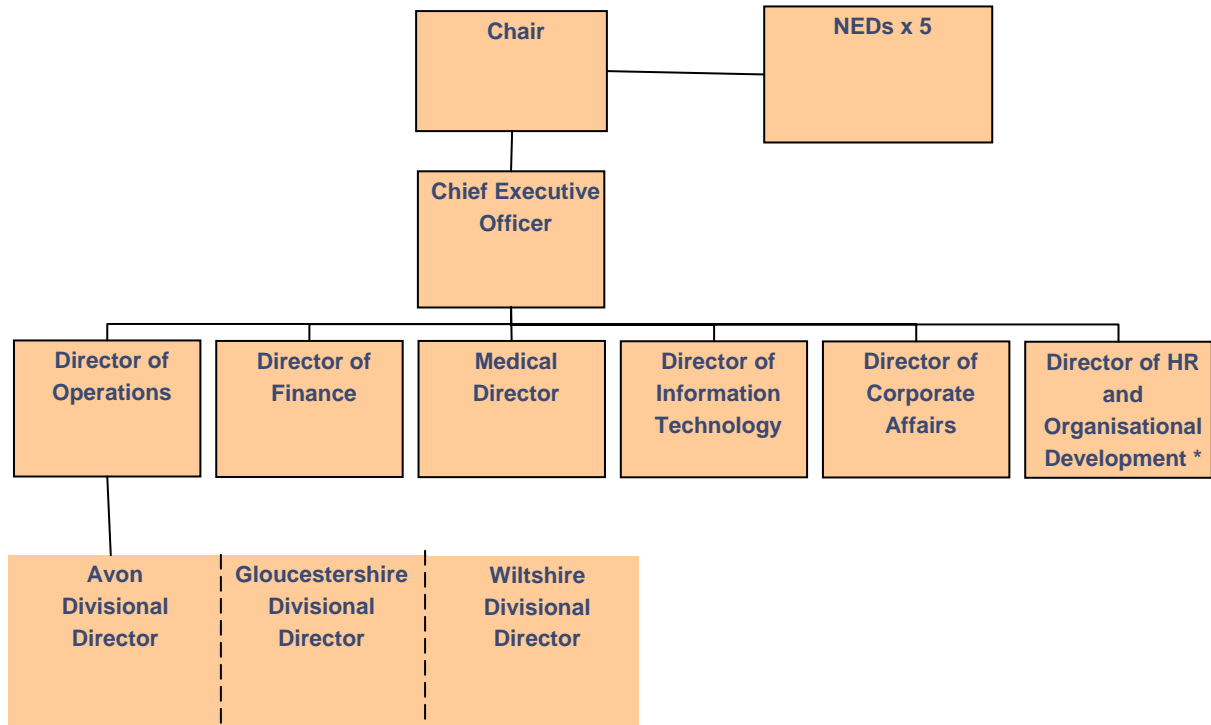 Chair
NEDs x 5
Chief Executive
Officer
Director of
Operations
Director of
Finance
Medical
Director
Director of
Information
Technology
Director of
Corporate
Affairs
Director of HR
and
Organisational
Development *
Avon
Divisional
Director
Gloucestershire
Divisional
Director
Wiltshire
Divisional
Director